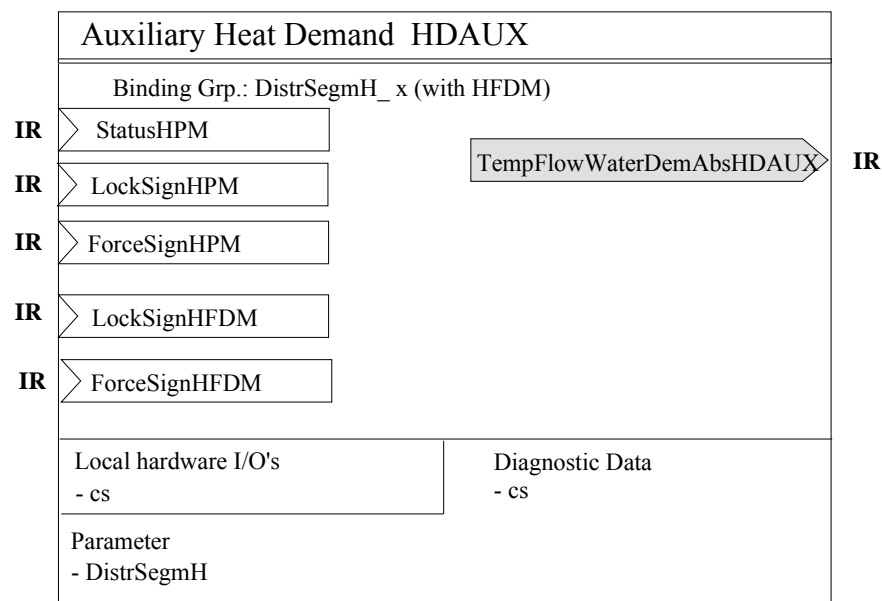 Auxiliary Heat Demand HDAUX
Binding Grp.: DistrSegmH_ x (with HFDM)
IR StatusHPM
TempFlowWaterDemAbsHDAUX IR
IR LockSignHPM
IR ForceSignHPM
IR LockSignHFDM
IR ForceSignHFDM
Local hardware I/O's
- cs
Diagnostic Data
- cs
Parameter
- DistrSegmH